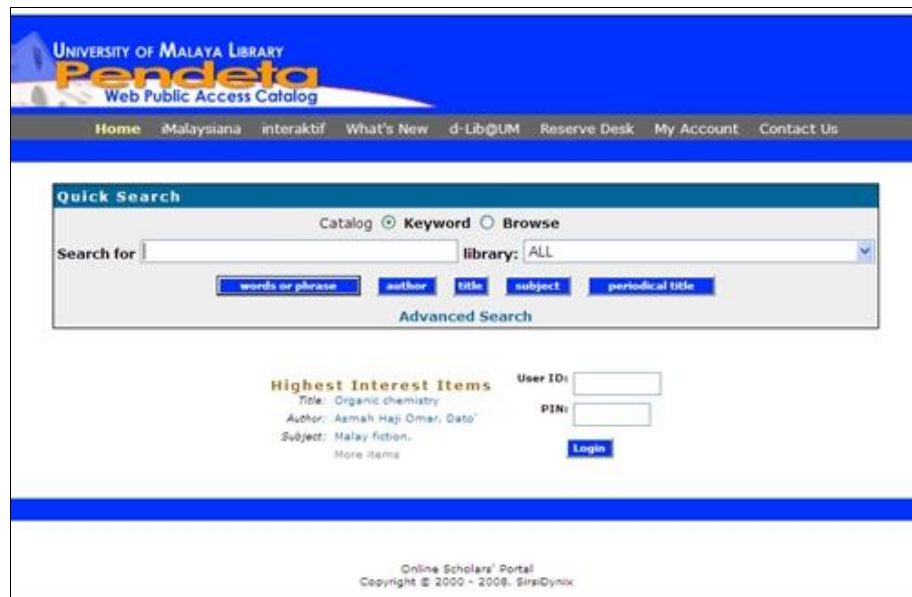 UNIVERSITY OF MALAYA LIBRARY
Pendeta
Web Public Access Catalog
Home iMalaysiana interaktif What's New d-Lib@UM Reserve Desk My Account Contact Us
Quick Search
Catalog Keyword Browse
Search for library: ALL
words or phrase author title subject periodical title
Advanced Search
Highest Interest Items
Title: Organic chemistry
Author: Asmah Haji Omar, Dato'
Subject: Malay fiction.
More items
User ID:
PIN:
Login
Online Scholars' Portal
Copyright © 2000 - 2008, SirsiDynix